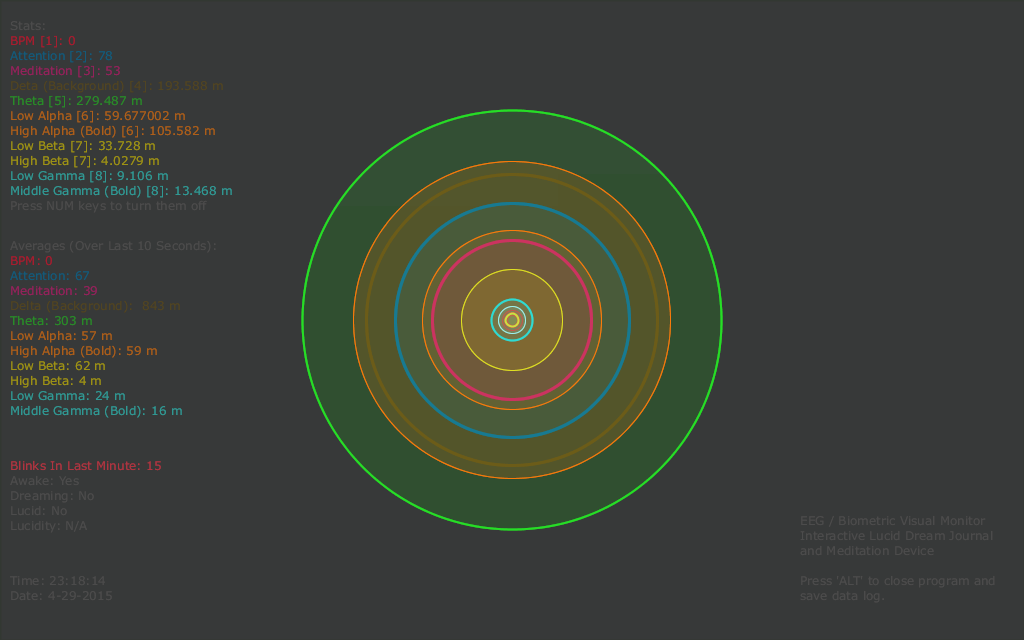 Stats:
BPM [1]: 0
Attention [2]: 78
Meditation [3]: 53
Delta (Background) [4]: 193.588 m
Theta [5]: 279.487 m
Low Alpha [6]: 59.677002 m
High Alpha (Bold) [6]: 105.582 m
Low Beta [7]: 33.728 m
High Beta [7]: 4.0279 m
Low Gamma [8]: 9.106 m
Middle Gamma (Bold) [8]: 13.468 m
Press NUM keys to turn them off
Averages (Over Last 10 Seconds):
BPM: 0
Attention: 67
Meditation: 39
Delta (Background): 843 m
Theta: 303 m
Low Alpha: 57 m
High Alpha (Bold): 59 m
Low Beta: 62 m
High Beta: 4 m
Low Gamma: 24 m
Middle Gamma (Bold): 16 m
Blinks In Last Minute: 15
Awake: Yes
Dreaming: No
Lucid: No
Lucidity: N/A
Time: 23:18:14
Date: 4-29-2015
EEG / Biometric Visual Monitor
Interactive Lucid Dream Journal
and Meditation Device
Press 'ALT' to close program and
save data log.